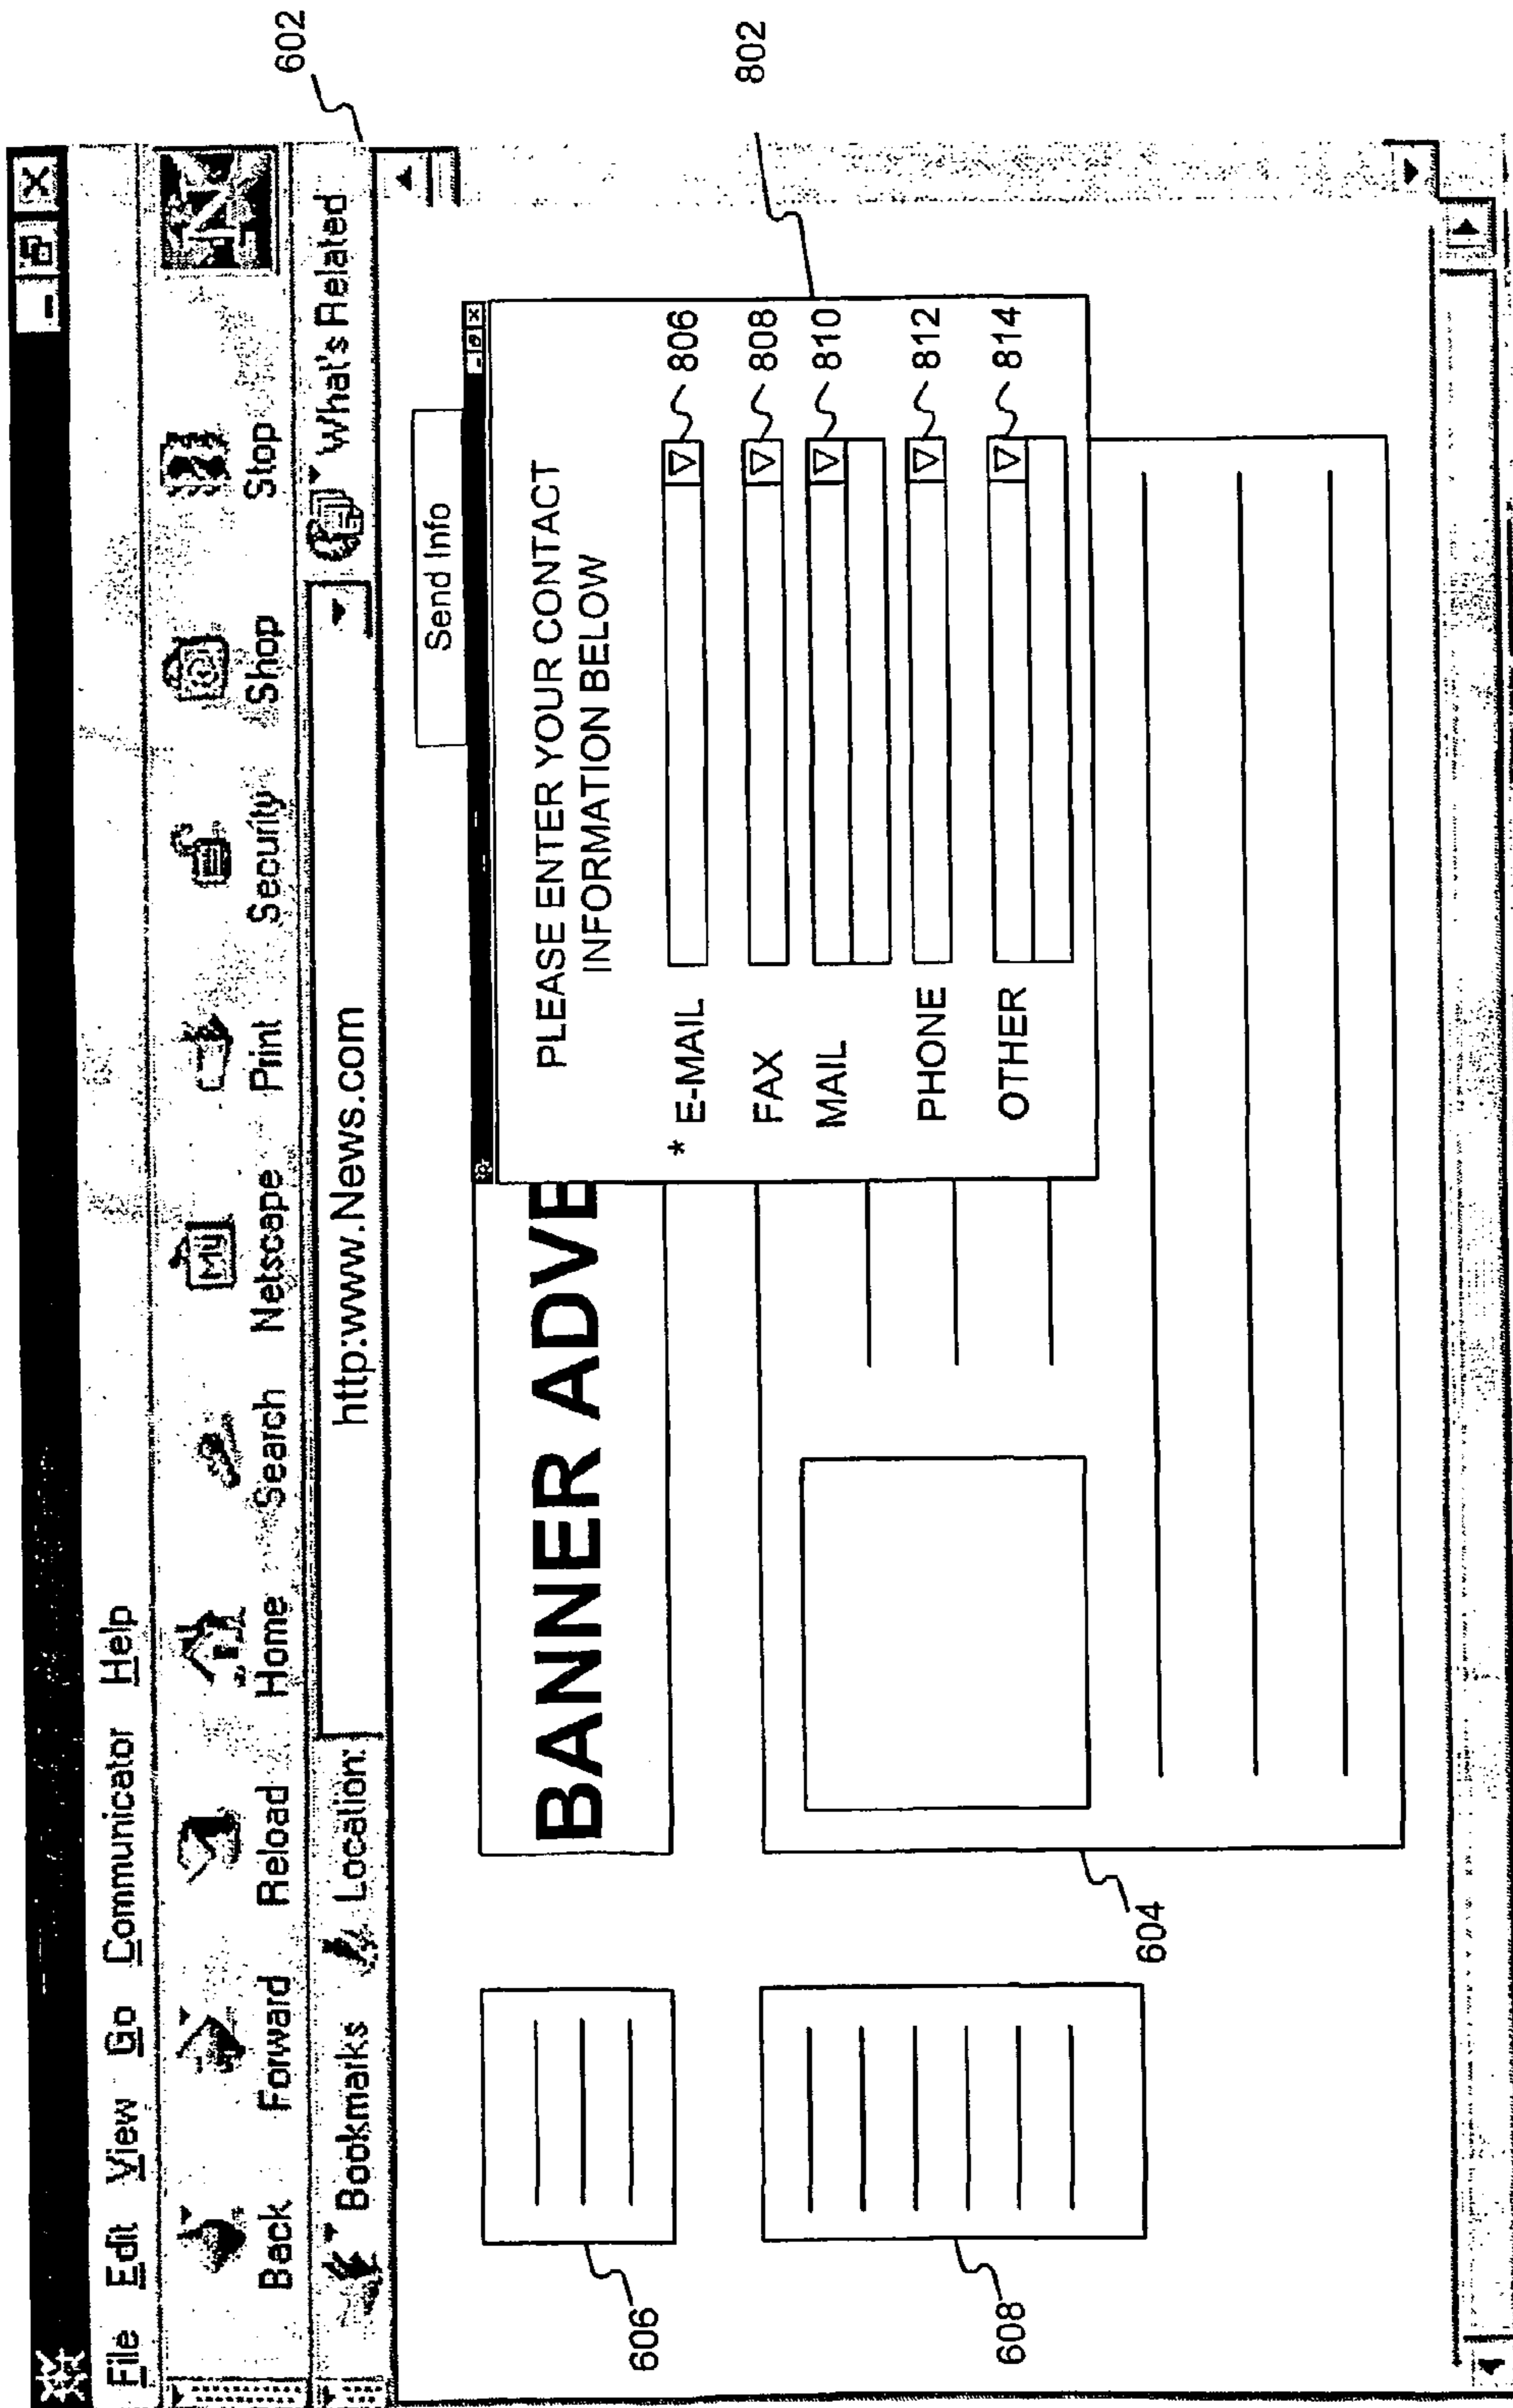 File Edit View Go Communicator Help
Back Forward Reload Home Search Netscape Print Security Shop Stop
MY
N
Bookmarks Location: http:www.News.com What's Related
602
Send Info
BANNER ADVE
PLEASE ENTER YOUR CONTACT
INFORMATION BELOW
802
* E-MAIL 806
FAX 808
MAIL 810
PHONE 812
OTHER 814
606
608
604